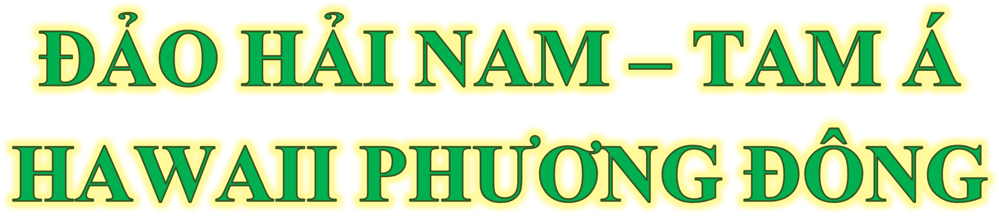 ĐẢO HẢI NAM – TAM Á
HAWAII PHƯƠNG ĐÔNG